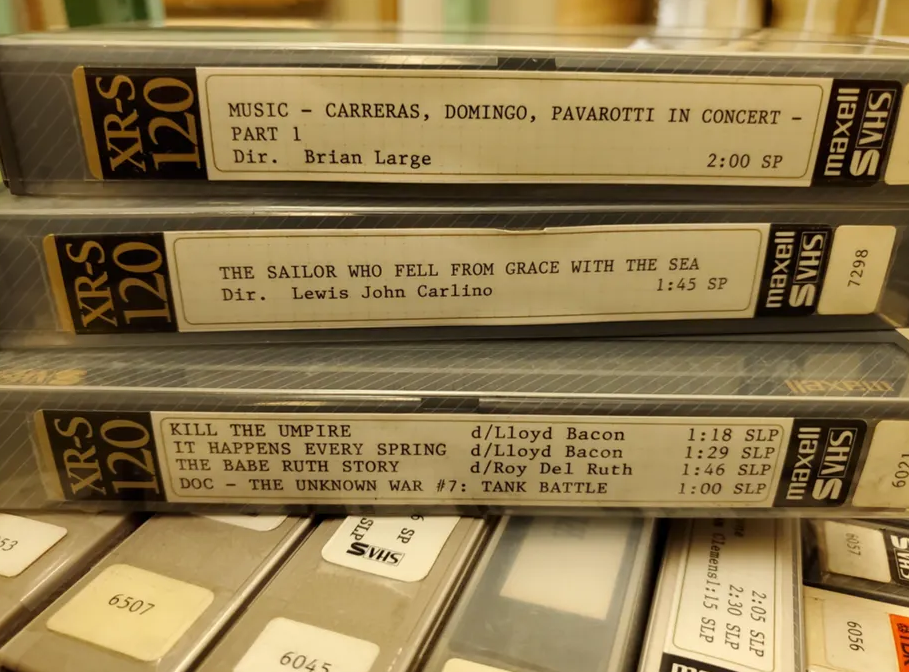 XR-S
120
MUSIC - CARRERAS, DOMINGO, PAVAROTTI IN CONCERT -
PART 1
Dir. Brian Large 2:00 SP
maxell
SVHS
XR-S
120
THE SAILOR WHO FELL FROM GRACE WITH THE SEA
Dir. Lewis John Carlino 1:45 SP
maxell
SVHS
7298
maxell
XR-S
120
KILL THE UMPIRE d/Lloyd Bacon 1:18 SLP
IT HAPPENS EVERY SPRING d/Lloyd Bacon 1:29 SLP
THE BABE RUTH STORY d/Roy Del Ruth 1:46 SLP
DOC - THE UNKNOWN WAR #7: TANK BATTLE 1:00 SLP
maxell
SVHS
6021
53
6507
SP
SLP
SVHS
6045
2:05 SLP
2:30 SLP
Clemens 1:15 SLP
6057
6056